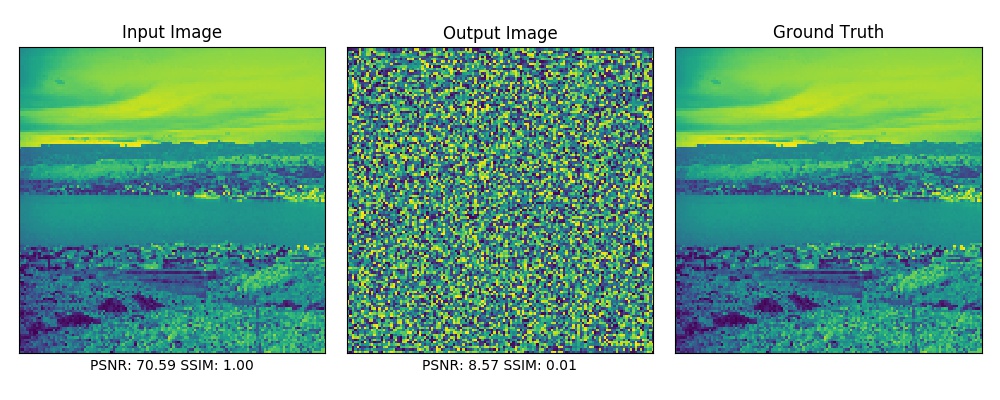 Input Image
Output Image
Ground Truth
PSNR: 70.59 SSIM: 1.00
PSNR: 8.57 SSIM: 0.01